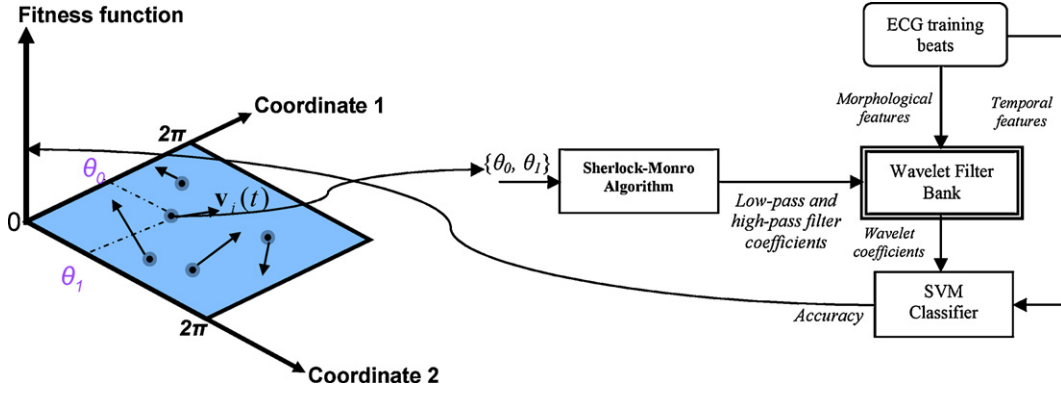 Fitness function
Coordinate 1
2π
θ0
0
vi(t)
θ1
2π
Coordinate 2
{θ0, θ1}
Sherlock-Monro
Algorithm
Low-pass and
high-pass filter
coefficients
ECG training
beats
Morphological
features
Temporal
features
Wavelet Filter
Bank
Wavelet
coefficients
SVM
Classifier
Accuracy